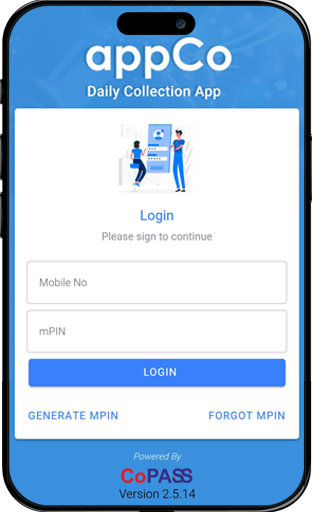 appCo
Daily Collection App
Login
Please sign to continue
Mobile No
mPIN
LOGIN
GENERATE MPIN FORGOT MPIN
Powered By
CoPASS
Version 2.5.14